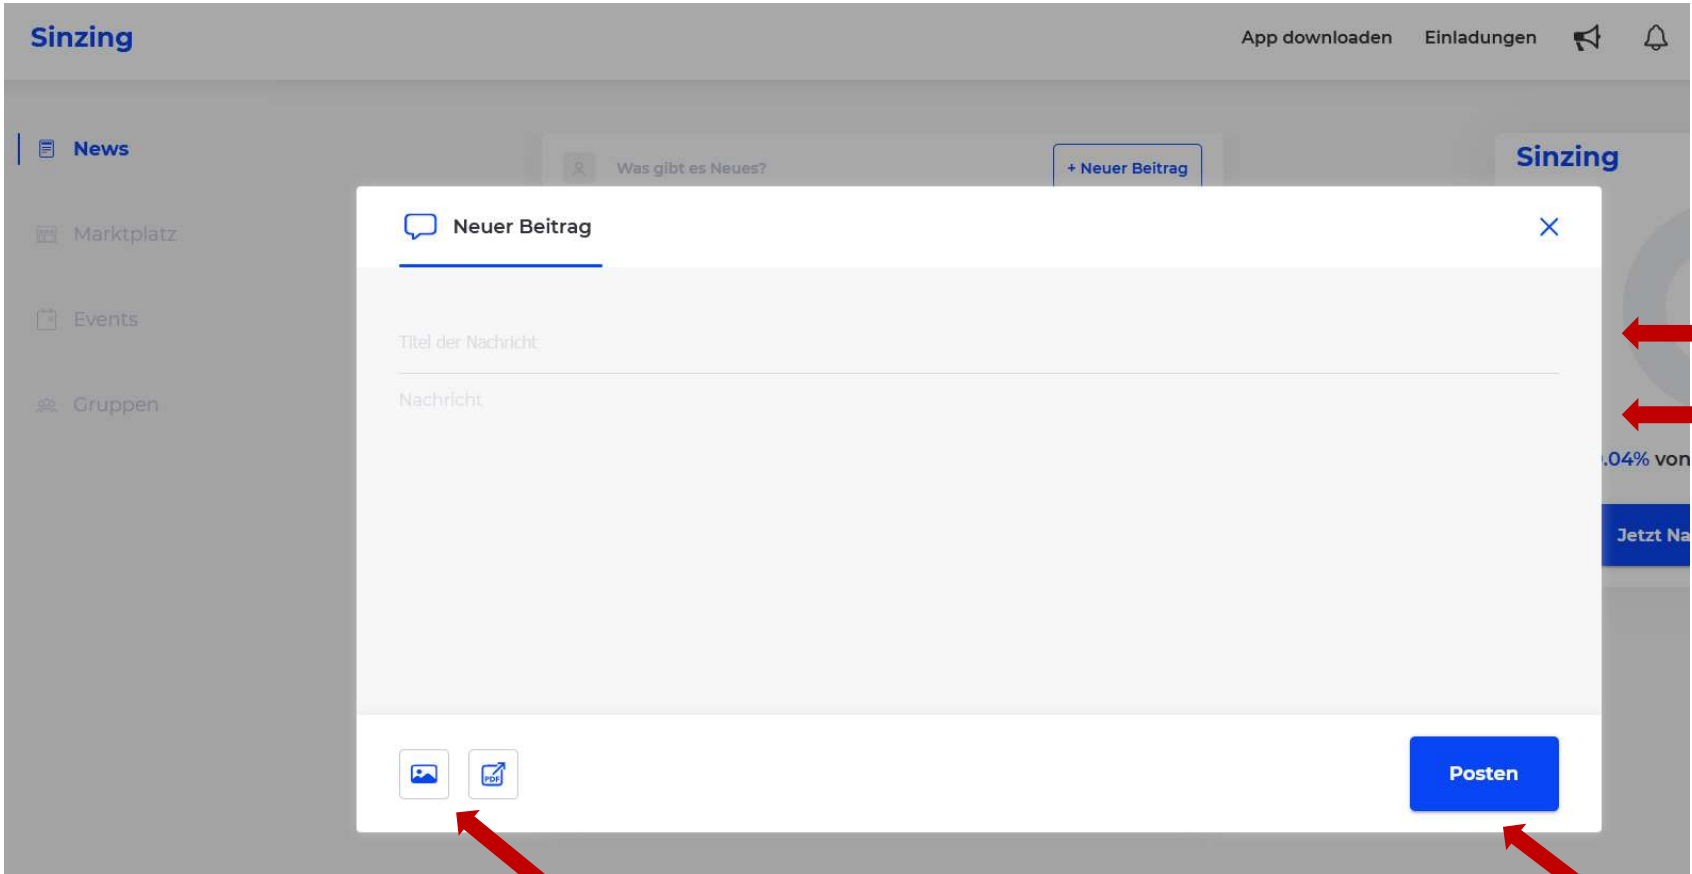 Sinzing
App downloaden Einladungen
News
Was gibt es Neues?
+ Neuer Beitrag
Sinzing
Marktplatz
Neuer Beitrag
Events
Titel der Nachricht
Gruppen
Nachricht
.04% von
Jetzt Na
PDF
Posten